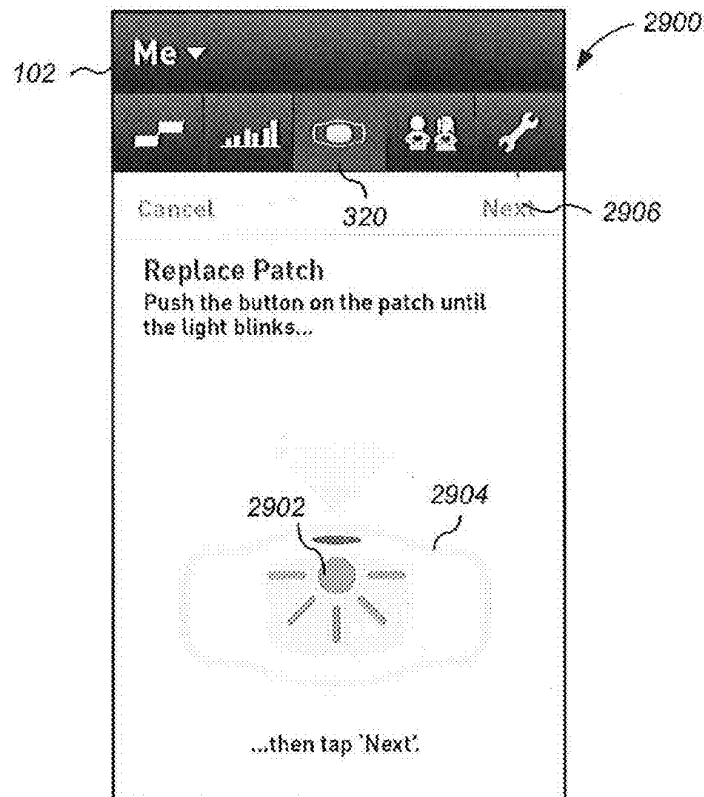 2900
Me
102
Cancel
320
Next
2906
Replace Patch
Push the button on the patch until
the light blinks...
2902
2904
...then tap 'Next'.